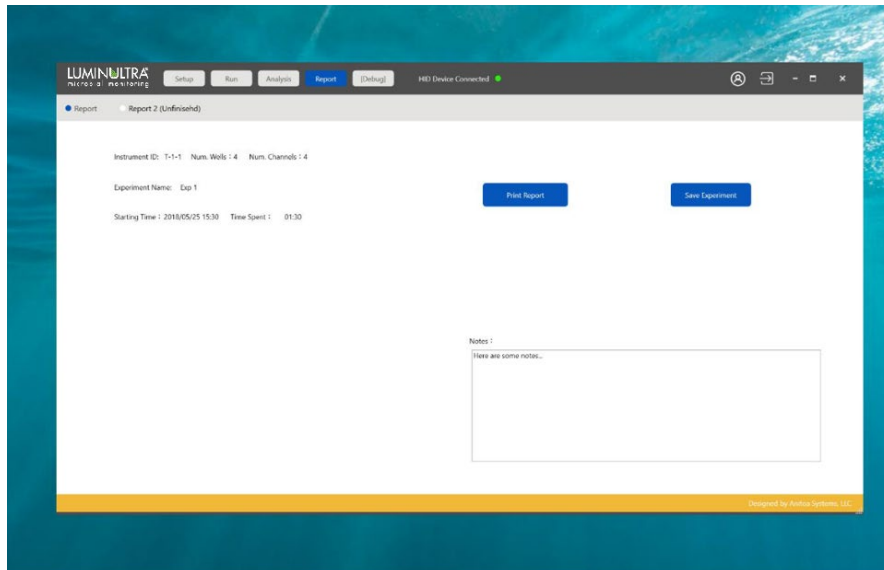 LUMINULTRA
microbial monitoring
Setup Run Analysis Report [Debug] HID Device Connected
Report Report 2 (Unfinisehd)
Instrument ID: T-1-1 Num. Wells : 4 Num. Channels : 4
Experiment Name: Exp 1
Print Report Save Experiment
Starting Time : 2018/05/25 15:30 Time Spent : 01:30
Notes :
Here are some notes...
Designed by Systems, LLC